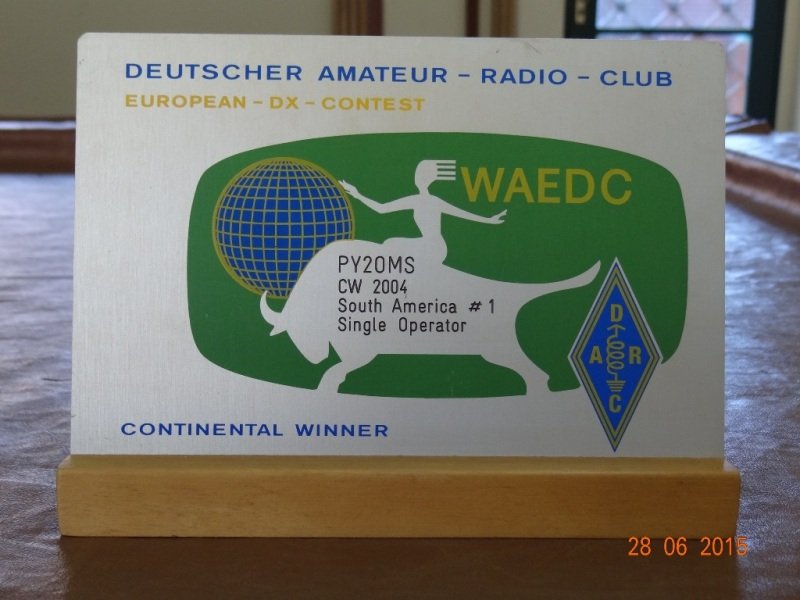 DEUTSCHER AMATEUR - RADIO - CLUB
EUROPEAN - DX - CONTEST
WAEDC
PY2OMS
CW 2004
South America # 1
Single Operator
D
A R
C
CONTINENTAL WINNER
28 06 2015